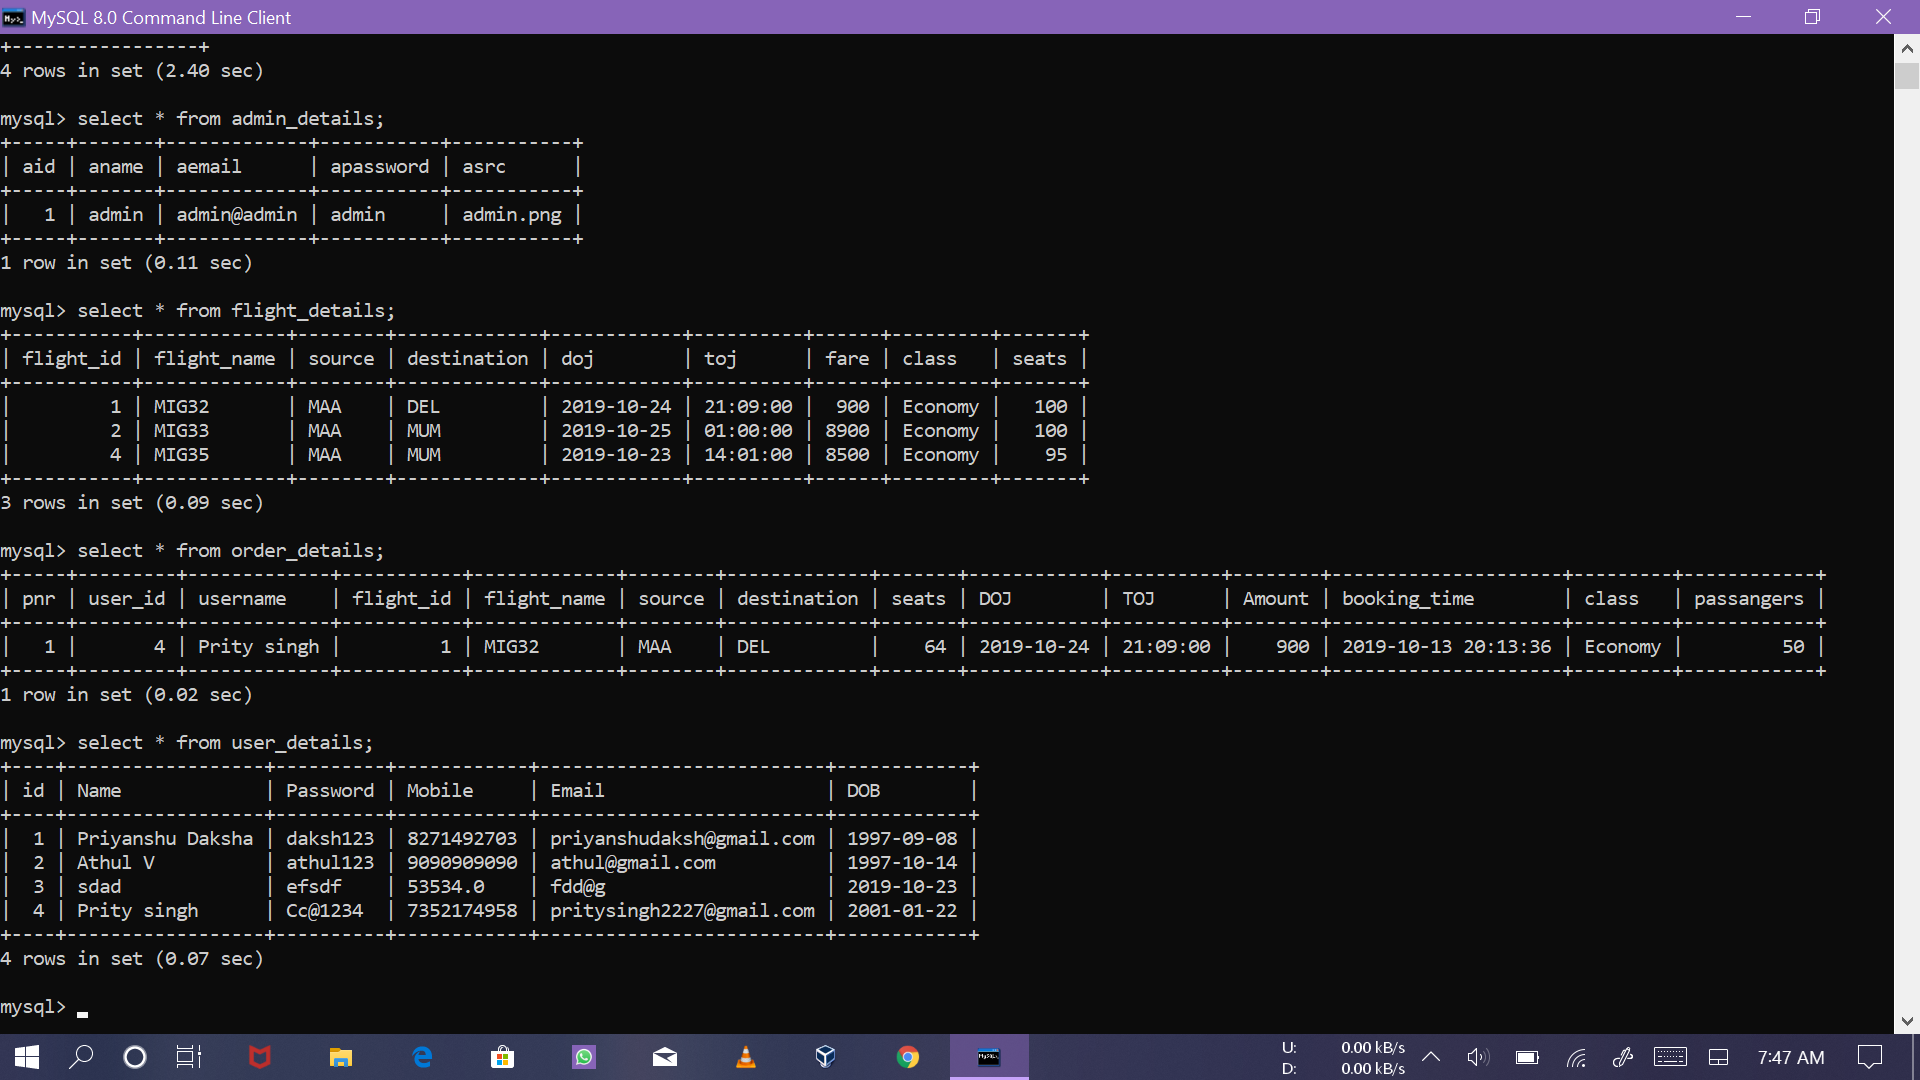 MySQL 8.0 Command Line Client
+-----------------+
4 rows in set (2.40 sec)
mysql> select * from admin_details;
+-----+-------+-------------+-----------+-----------+
| aid | aname | aemail      | apassword | asrc      |
+-----+-------+-------------+-----------+-----------+
|   1 | admin | admin@admin | admin     | admin.png |
+-----+-------+-------------+-----------+-----------+
1 row in set (0.11 sec)
mysql> select * from flight_details;
+-----------+-------------+--------+-------------+------------+----------+------+---------+-------+
| flight_id | flight_name | source | destination | doj        | toj      | fare | class   | seats |
+-----------+-------------+--------+-------------+------------+----------+------+---------+-------+
|         1 | MIG32       | MAA    | DEL         | 2019-10-24 | 21:09:00 |  900 | Economy |   100 |
|         2 | MIG33       | MAA    | MUM         | 2019-10-25 | 01:00:00 | 8900 | Economy |   100 |
|         4 | MIG35       | MAA    | MUM         | 2019-10-23 | 14:01:00 | 8500 | Economy |    95 |
+-----------+-------------+--------+-------------+------------+----------+------+---------+-------+
3 rows in set (0.09 sec)
mysql> select * from order_details;
+-----+---------+-------------+-----------+-------------+--------+-------------+-------+------------+----------+--------+---------------------+---------+------------+
| pnr | user_id | username    | flight_id | flight_name | source | destination | seats | DOJ        | TOJ      | Amount | booking_time        | class   | passangers |
+-----+---------+-------------+-----------+-------------+--------+-------------+-------+------------+----------+--------+---------------------+---------+------------+
|   1 |       4 | Prity singh |         1 | MIG32       | MAA    | DEL         |    64 | 2019-10-24 | 21:09:00 |    900 | 2019-10-13 20:13:36 | Economy |         50 |
+-----+---------+-------------+-----------+-------------+--------+-------------+-------+------------+----------+--------+---------------------+---------+------------+
1 row in set (0.02 sec)
mysql> select * from user_details;
+----+------------------+----------+------------+--------------------------+------------+
| id | Name             | Password | Mobile     | Email                    | DOB        |
+----+------------------+----------+------------+--------------------------+------------+
|  1 | Priyanshu Daksha | daksh123 | 8271492703 | priyanshudaksh@gmail.com | 1997-09-08 |
|  2 | Athul V          | athul123 | 9090909090 | athul@gmail.com          | 1997-10-14 |
|  3 | sdad             | efsdf    | 53534.0    | fdd@g                    | 2019-10-23 |
|  4 | Prity singh      | Cc@1234  | 7352174958 | pritysingh2227@gmail.com | 2001-01-22 |
+----+------------------+----------+------------+--------------------------+------------+
4 rows in set (0.07 sec)
mysql>
U: 0.00 kB/s
D: 0.00 kB/s
7:47 AM